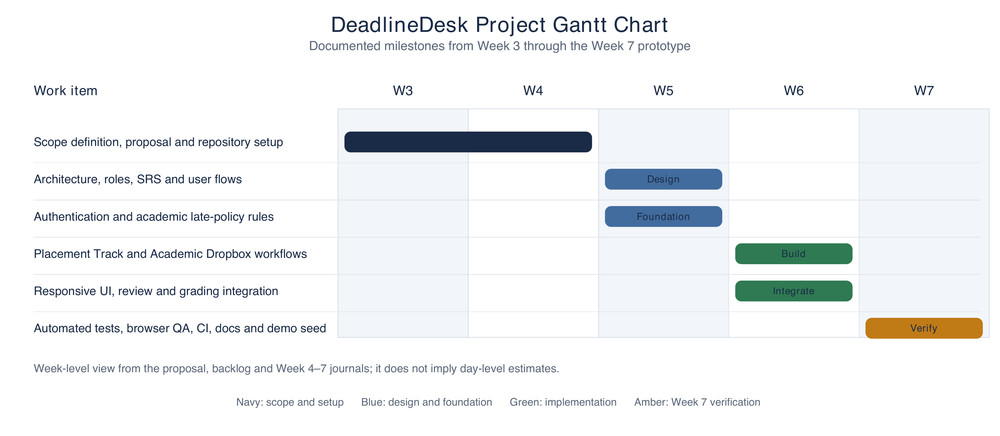 DeadlineDesk Project Gantt Chart
Documented milestones from Week 3 through the Week 7 prototype
Work item W3 W4 W5 W6 W7
Scope definition, proposal and repository setup
Architecture, roles, SRS and user flows Design
Authentication and academic late-policy rules Foundation
Placement Track and Academic Dropbox workflows Build
Responsive UI, review and grading integration Integrate
Automated tests, browser QA, CI, docs and demo seed Verify
Week-level view from the proposal, backlog and Week 4–7 journals; it does not imply day-level estimates.
Navy: scope and setup Blue: design and foundation Green: implementation Amber: Week 7 verification